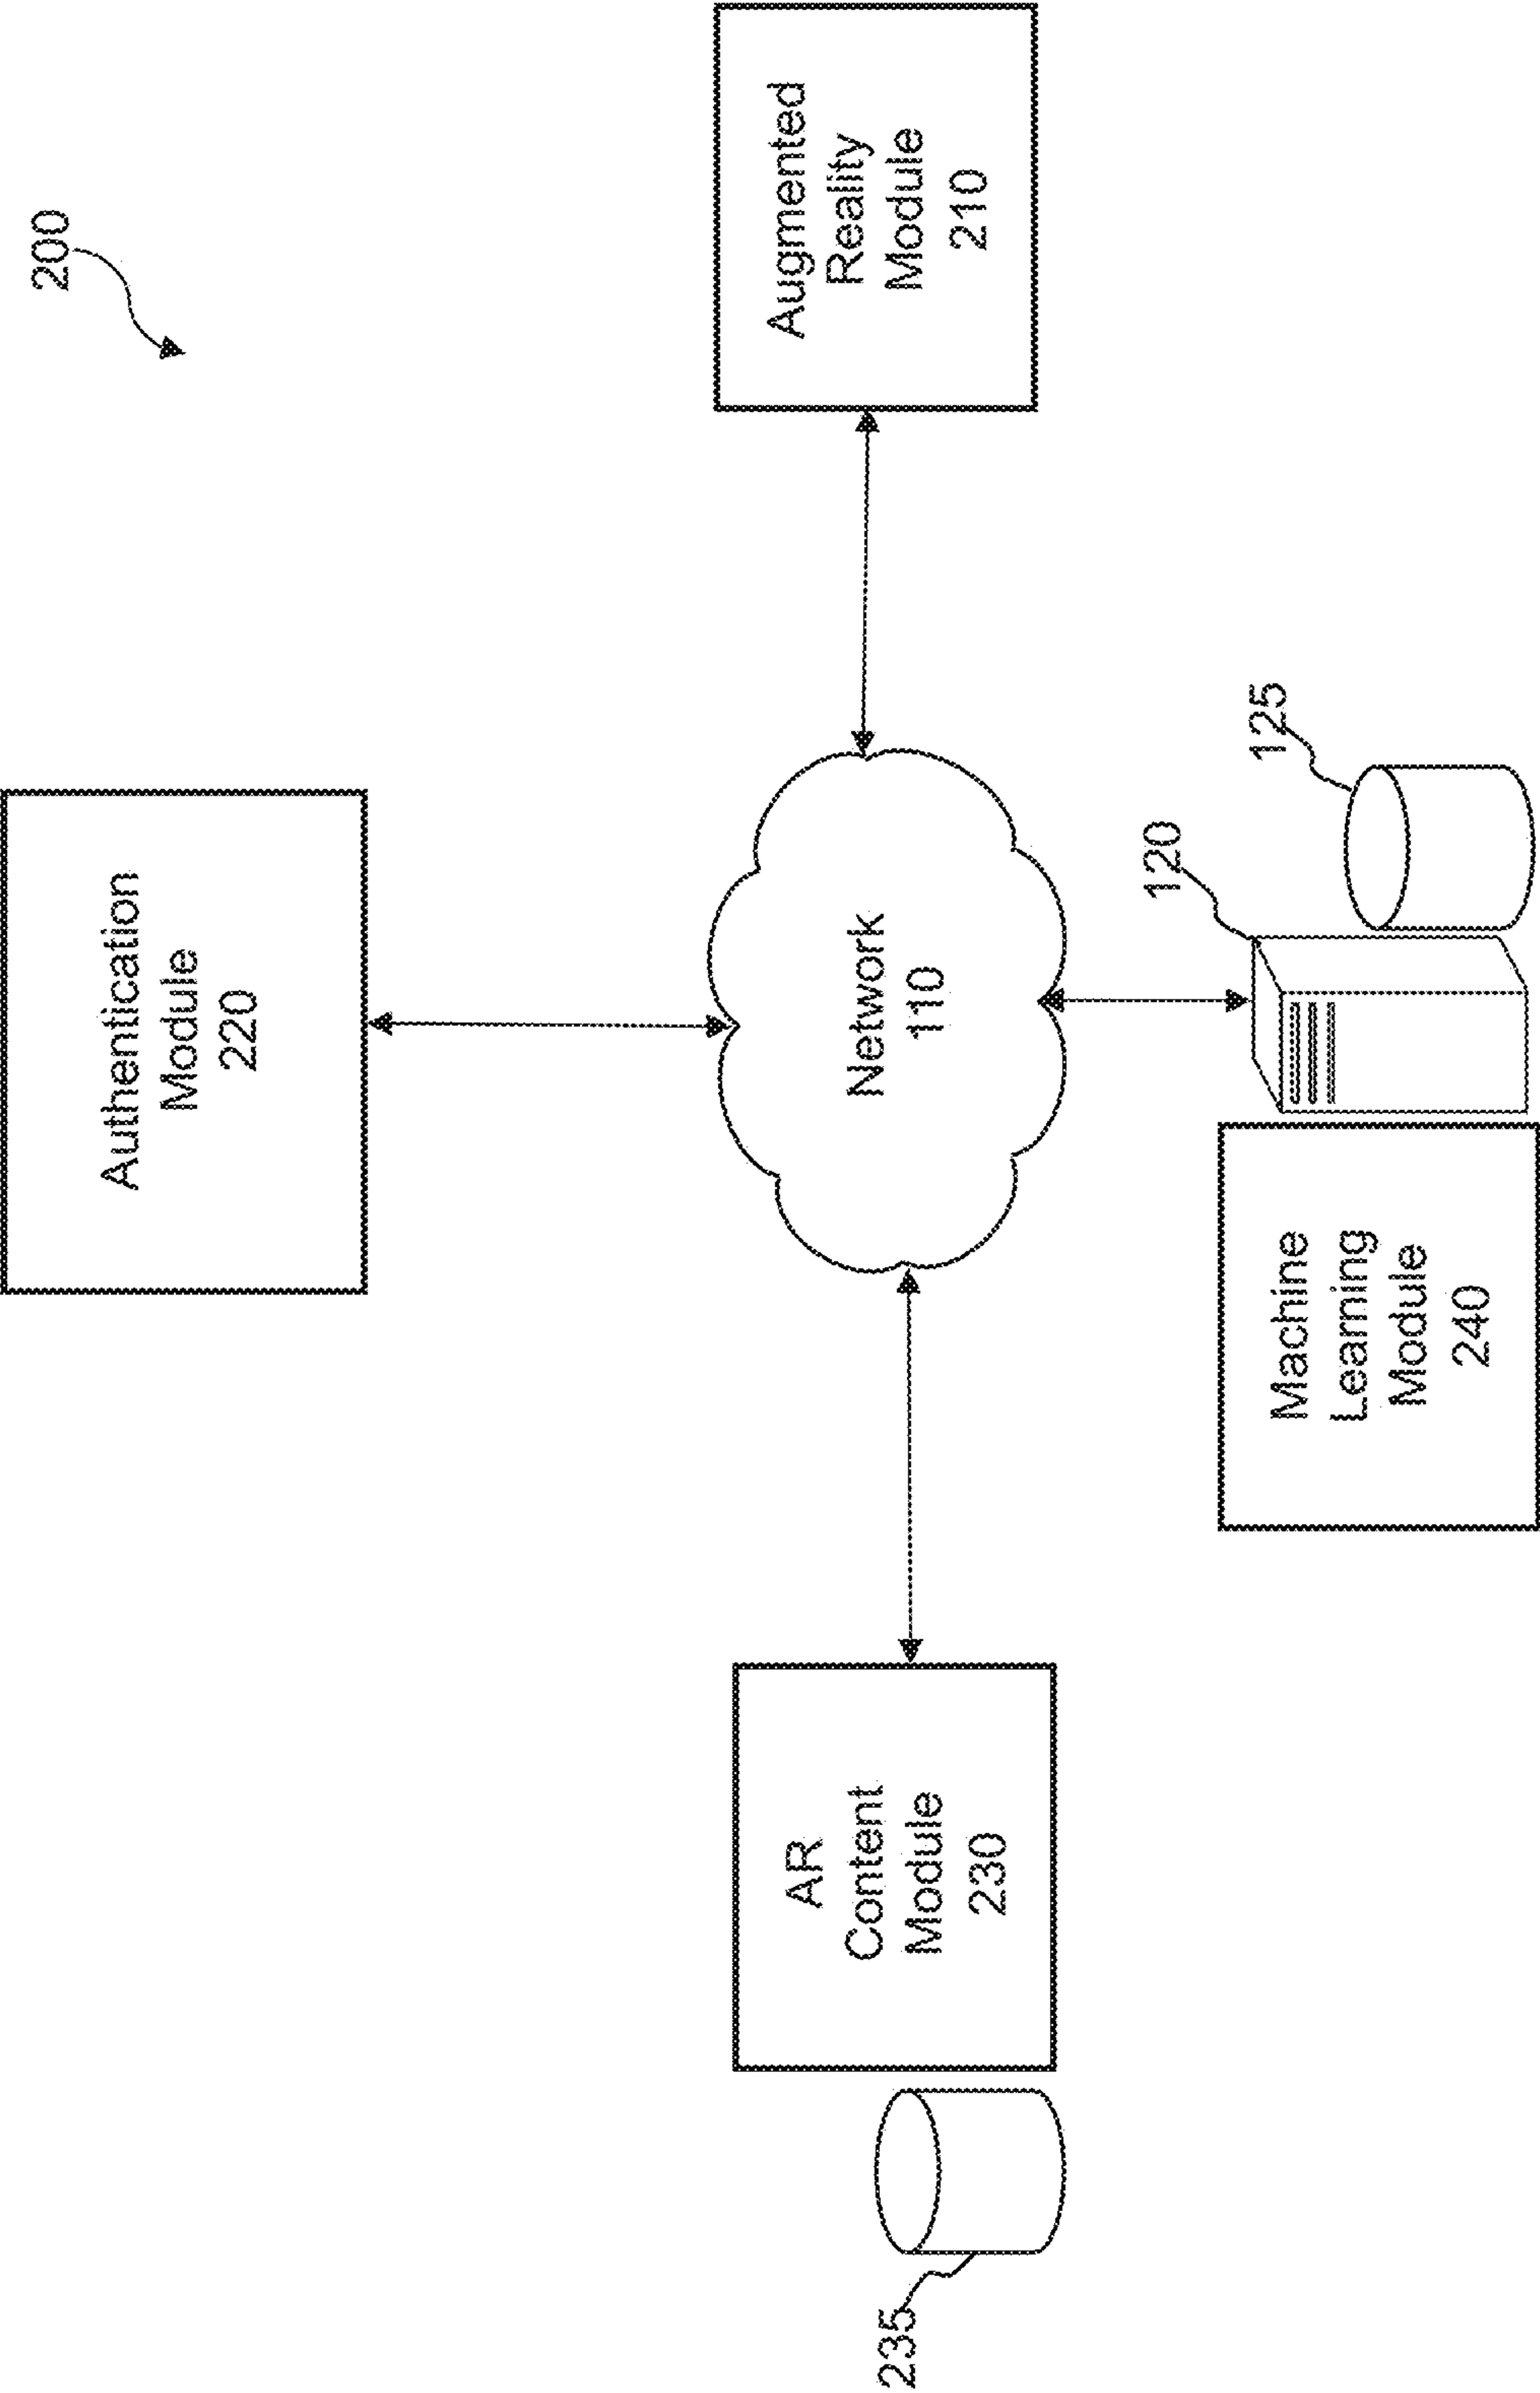 200
Authentication
Module
220
Augmented
Reality
Module
210
Network
110
AR
Content
Module
230
235
Machine
Learning
Module
240
120
125